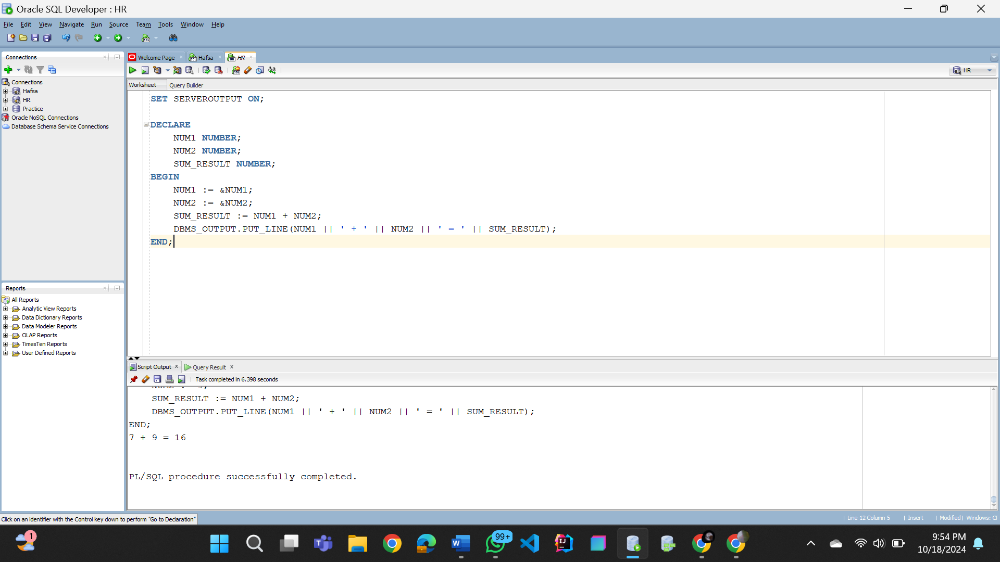 Oracle SQL Developer : HR
File Edit View Navigate Run Source Team Tools Window Help
Connections
Connections
Hafsa
HR
Practice
Oracle NoSQL Connections
Database Schema Service Connections
Reports
All Reports
Analytic View Reports
Data Dictionary Reports
Data Modeler Reports
OLAP Reports
TimesTen Reports
User Defined Reports
Welcome Page Hafsa HR
HR
Worksheet Query Builder
SET SERVEROUTPUT ON;
DECLARE
NUM1 NUMBER;
NUM2 NUMBER;
SUM_RESULT NUMBER;
BEGIN
NUM1 := &NUM1;
NUM2 := &NUM2;
SUM_RESULT := NUM1 + NUM2;
DBMS_OUTPUT.PUT_LINE(NUM1 || ' + ' || NUM2 || ' = ' || SUM_RESULT);
END;
Script Output x Query Result x
Task completed in 6.398 seconds
SUM_RESULT := NUM1 + NUM2;
DBMS_OUTPUT.PUT_LINE(NUM1 || ' + ' || NUM2 || ' = ' || SUM_RESULT);
END;
7 + 9 = 16
PL/SQL procedure successfully completed.
Click on an identifier with the Control key down to perform "Go to Declaration"
| Line 12 Column 5 | Insert | Modified | Windows: CF
1
99+
9:54 PM
10/18/2024